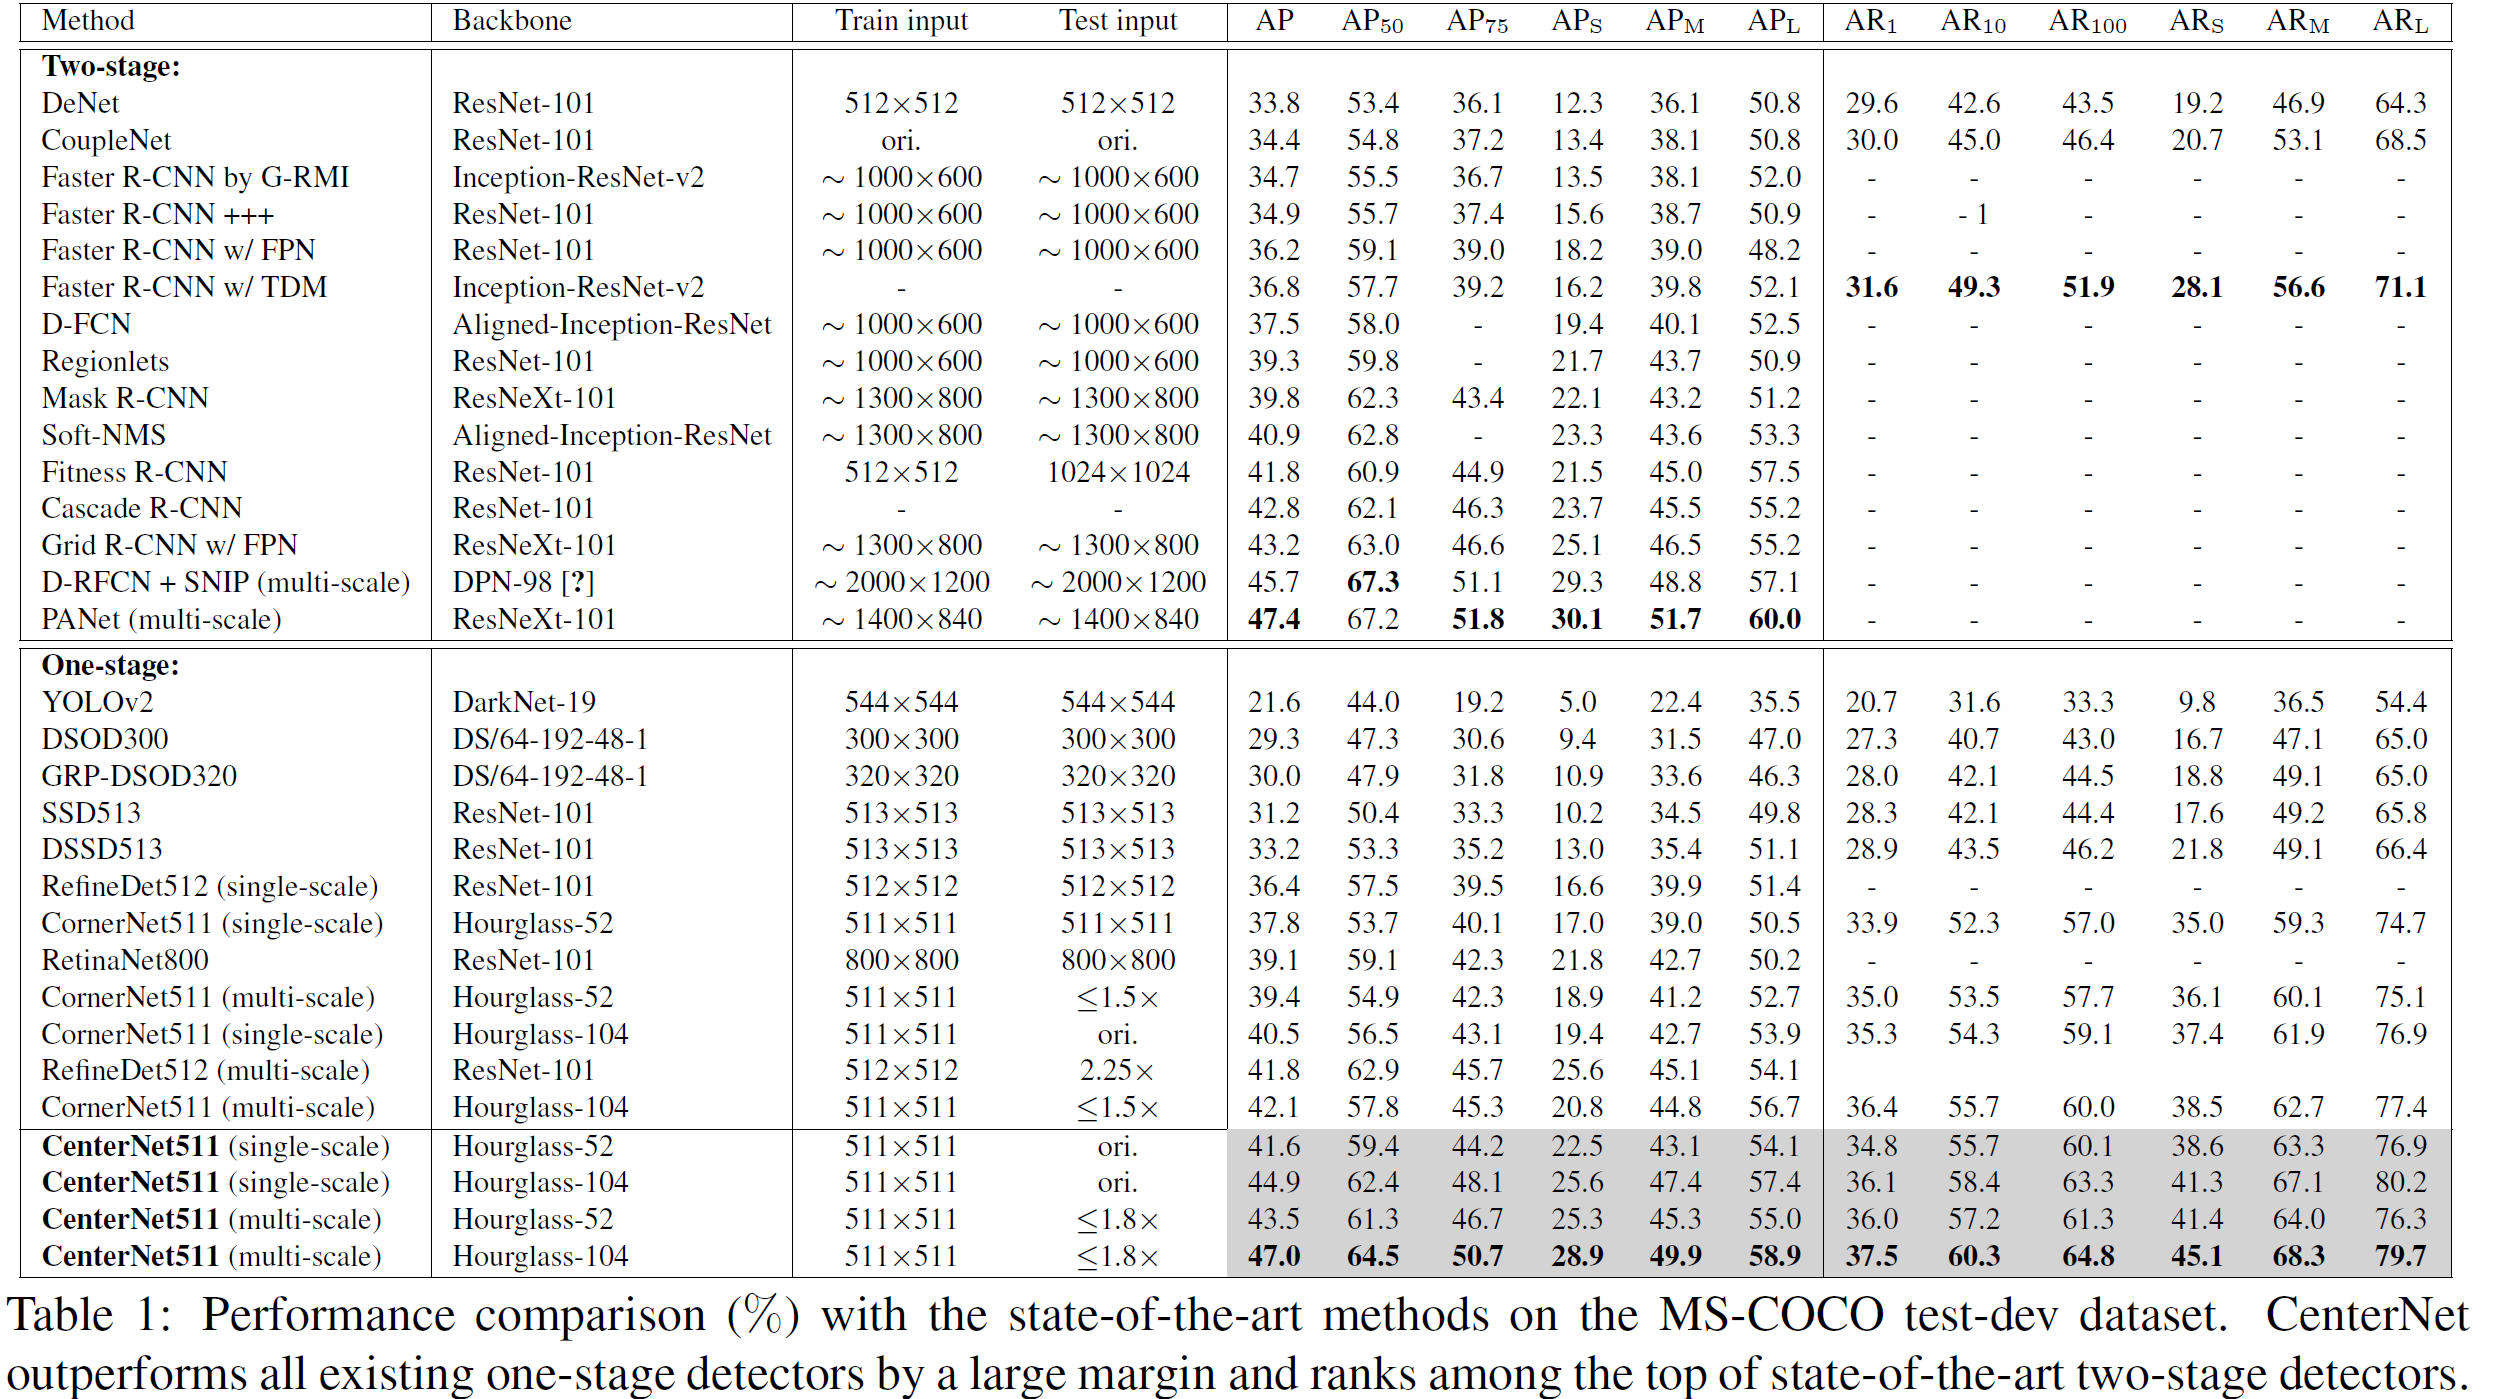 Method Backbone Train input Test input AP AP50 AP75 APS APM APL AR1 AR10 AR100 ARS ARM ARL
Two-stage:
DeNet ResNet-101 512×512 512×512 33.8 53.4 36.1 12.3 36.1 50.8 29.6 42.6 43.5 19.2 46.9 64.3
CoupleNet ResNet-101 ori. ori. 34.4 54.8 37.2 13.4 38.1 50.8 30.0 45.0 46.4 20.7 53.1 68.5
Faster R-CNN by G-RMI Inception-ResNet-v2 ∼ 1000×600 ∼ 1000×600 34.7 55.5 36.7 13.5 38.1 52.0 - - - - - -
Faster R-CNN +++ ResNet-101 ∼ 1000×600 ∼ 1000×600 34.9 55.7 37.4 15.6 38.7 50.9 - - 1 - - - -
Faster R-CNN w/ FPN ResNet-101 ∼ 1000×600 ∼ 1000×600 36.2 59.1 39.0 18.2 39.0 48.2 - - - - - -
Faster R-CNN w/ TDM Inception-ResNet-v2 - - 36.8 57.7 39.2 16.2 39.8 52.1 31.6 49.3 51.9 28.1 56.6 71.1
D-FCN Aligned-Inception-ResNet ∼ 1000×600 ∼ 1000×600 37.5 58.0 - 19.4 40.1 52.5 - - - - - -
Regionlets ResNet-101 ∼ 1000×600 ∼ 1000×600 39.3 59.8 - 21.7 43.7 50.9 - - - - - -
Mask R-CNN ResNeXt-101 ∼ 1300×800 ∼ 1300×800 39.8 62.3 43.4 22.1 43.2 51.2 - - - - - -
Soft-NMS Aligned-Inception-ResNet ∼ 1300×800 ∼ 1300×800 40.9 62.8 - 23.3 43.6 53.3 - - - - - -
Fitness R-CNN ResNet-101 512×512 1024×1024 41.8 60.9 44.9 21.5 45.0 57.5 - - - - - -
Cascade R-CNN ResNet-101 - - 42.8 62.1 46.3 23.7 45.5 55.2 - - - - - -
Grid R-CNN w/ FPN ResNeXt-101 ∼ 1300×800 ∼ 1300×800 43.2 63.0 46.6 25.1 46.5 55.2 - - - - - -
D-RFCN + SNIP (multi-scale) DPN-98 [?] ∼ 2000×1200 ∼ 2000×1200 45.7 67.3 51.1 29.3 48.8 57.1 - - - - - -
PANet (multi-scale) ResNeXt-101 ∼ 1400×840 ∼ 1400×840 47.4 67.2 51.8 30.1 51.7 60.0 - - - - - -
One-stage:
YOLOv2 DarkNet-19 544×544 544×544 21.6 44.0 19.2 5.0 22.4 35.5 20.7 31.6 33.3 9.8 36.5 54.4
DSOD300 DS/64-192-48-1 300×300 300×300 29.3 47.3 30.6 9.4 31.5 47.0 27.3 40.7 43.0 16.7 47.1 65.0
GRP-DSOD320 DS/64-192-48-1 320×320 320×320 30.0 47.9 31.8 10.9 33.6 46.3 28.0 42.1 44.5 18.8 49.1 65.0
SSD513 ResNet-101 513×513 513×513 31.2 50.4 33.3 10.2 34.5 49.8 28.3 42.1 44.4 17.6 49.2 65.8
DSSD513 ResNet-101 513×513 513×513 33.2 53.3 35.2 13.0 35.4 51.1 28.9 43.5 46.2 21.8 49.1 66.4
RefineDet512 (single-scale) ResNet-101 512×512 512×512 36.4 57.5 39.5 16.6 39.9 51.4 - - - - - -
CornerNet511 (single-scale) Hourglass-52 511×511 511×511 37.8 53.7 40.1 17.0 39.0 50.5 33.9 52.3 57.0 35.0 59.3 74.7
RetinaNet800 ResNet-101 800×800 800×800 39.1 59.1 42.3 21.8 42.7 50.2 - - - - - -
CornerNet511 (multi-scale) Hourglass-52 511×511 ≤1.5× 39.4 54.9 42.3 18.9 41.2 52.7 35.0 53.5 57.7 36.1 60.1 75.1
CornerNet511 (single-scale) Hourglass-104 511×511 ori. 40.5 56.5 43.1 19.4 42.7 53.9 35.3 54.3 59.1 37.4 61.9 76.9
RefineDet512 (multi-scale) ResNet-101 512×512 2.25× 41.8 62.9 45.7 25.6 45.1 54.1
CornerNet511 (multi-scale) Hourglass-104 511×511 ≤1.5× 42.1 57.8 45.3 20.8 44.8 56.7 36.4 55.7 60.0 38.5 62.7 77.4
CenterNet511 (single-scale) Hourglass-52 511×511 ori. 41.6 59.4 44.2 22.5 43.1 54.1 34.8 55.7 60.1 38.6 63.3 76.9
CenterNet511 (single-scale) Hourglass-104 511×511 ori. 44.9 62.4 48.1 25.6 47.4 57.4 36.1 58.4 63.3 41.3 67.1 80.2
CenterNet511 (multi-scale) Hourglass-52 511×511 ≤1.8× 43.5 61.3 46.7 25.3 45.3 55.0 36.0 57.2 61.3 41.4 64.0 76.3
CenterNet511 (multi-scale) Hourglass-104 511×511 ≤1.8× 47.0 64.5 50.7 28.9 49.9 58.9 37.5 60.3 64.8 45.1 68.3 79.7
Table 1: Performance comparison (%) with the state-of-the-art methods on the MS-COCO test-dev dataset. CenterNet
outperforms all existing one-stage detectors by a large margin and ranks among the top of state-of-the-art two-stage detectors.